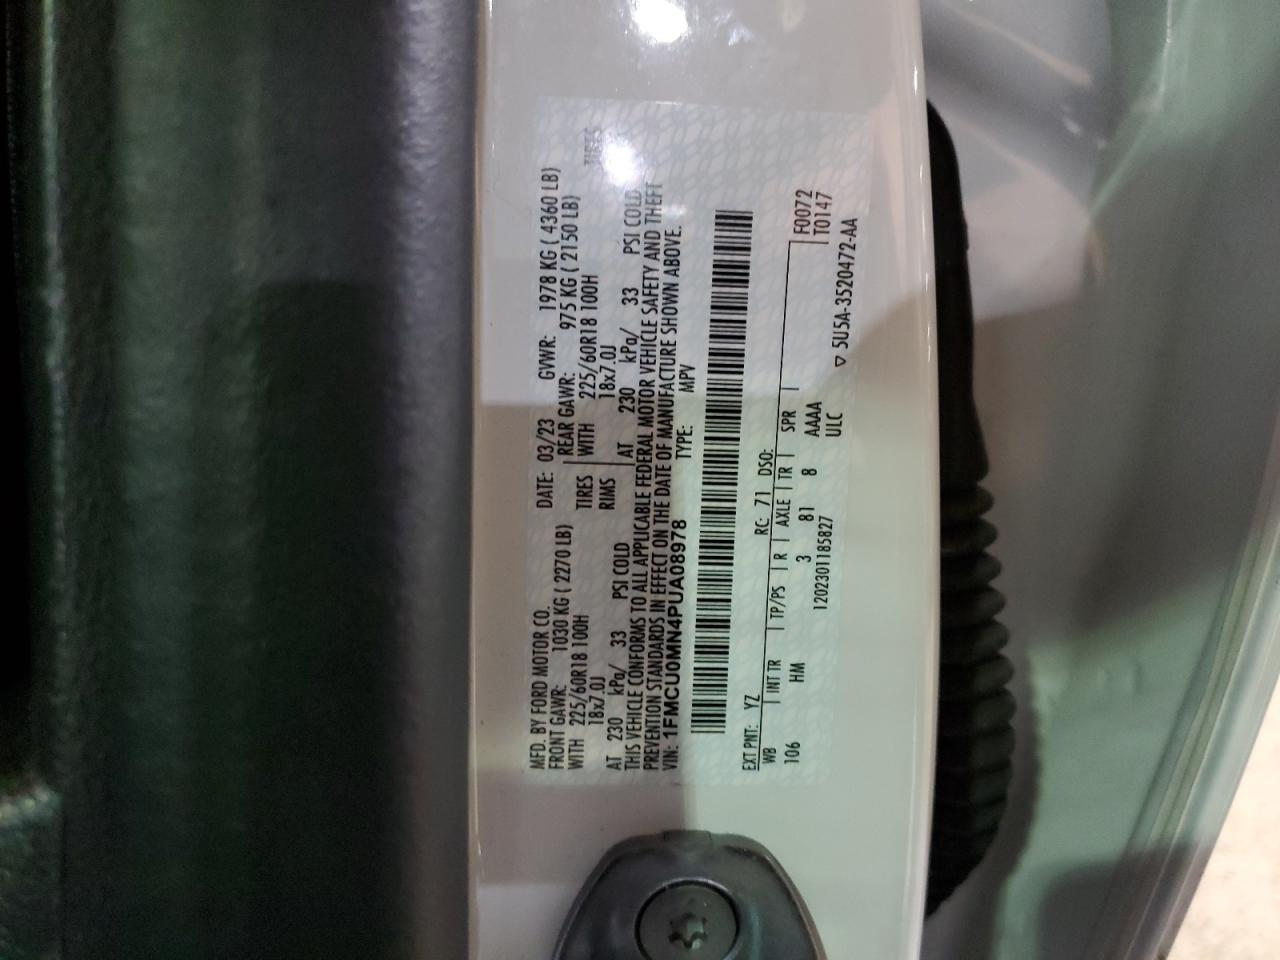 MFD. BY FORD MOTOR CO. DATE: 03/23 GVWR: 1978 KG ( 4360 LB)
FRONT GAWR: 1030 KG ( 2270 LB) REAR GAWR: 975 KG ( 2150 LB)
WITH 225/60R18 100H TIRES WITH 225/60R18 100H TIRES
18x7.0J RIMS 18x7.0J
AT 230 kPa/ 33 PSI COLD AT 230 kPa/ 33 PSI COLD
THIS VEHICLE CONFORMS TO ALL APPLICABLE FEDERAL MOTOR VEHICLE SAFETY AND THEFT
PREVENTION STANDARDS IN EFFECT ON THE DATE OF MANUFACTURE SHOWN ABOVE.
VIN: 1FMCU0MN4PUA08978 TYPE: MPV
EXT PNT: YZ RC: 71 DSO:
WB INT TR TP/PS R AXLE TR SPR F0072
106 HM 3 81 8 AAAA T0147
1202301185827 ULC
▽ 5U5A-3520472-AA